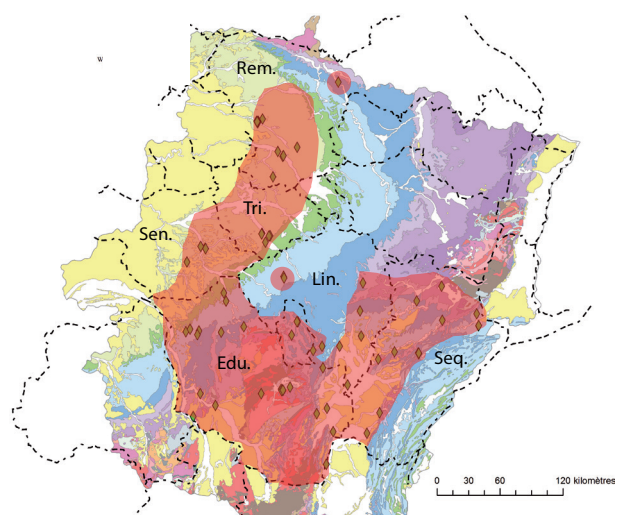 w
Rem.
Tri.
Sen.
Lin.
Edu.
Seq.
0 30 60 120 kilomètres